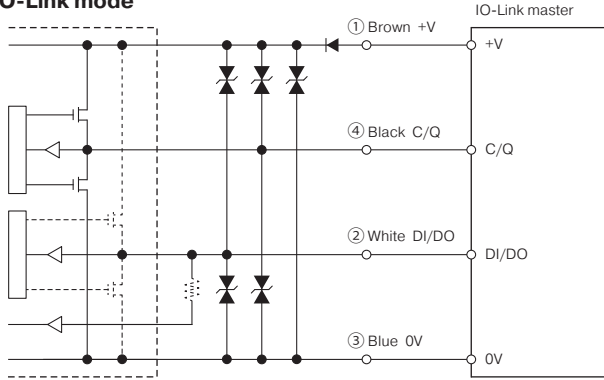 O-Link mode
IO-Link master
① Brown +V
+V
④ Black C/Q
C/Q
② White DI/DO
DI/DO
③ Blue 0V
0V